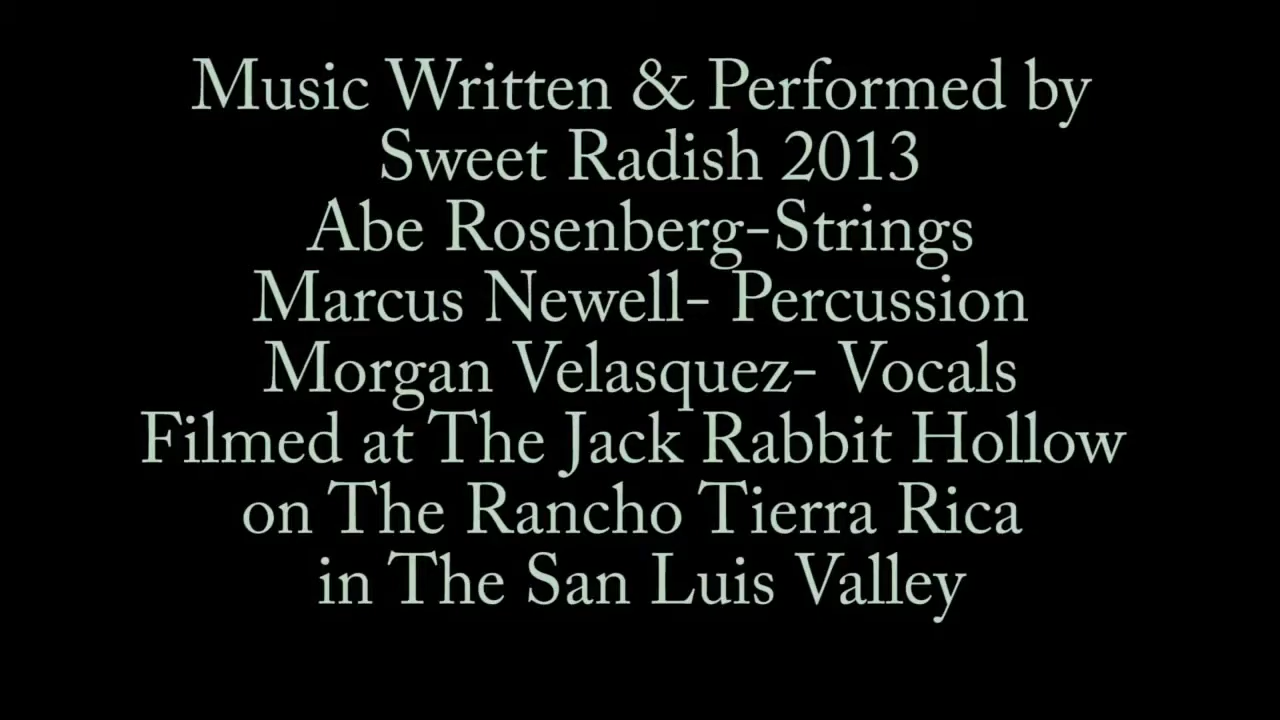 Music Written & Performed by
Sweet Radish 2013
Abe Rosenberg-Strings
Marcus Newell- Percussion
Morgan Velasquez- Vocals
Filmed at The Jack Rabbit Hollow
on The Rancho Tierra Rica
in The San Luis Valley